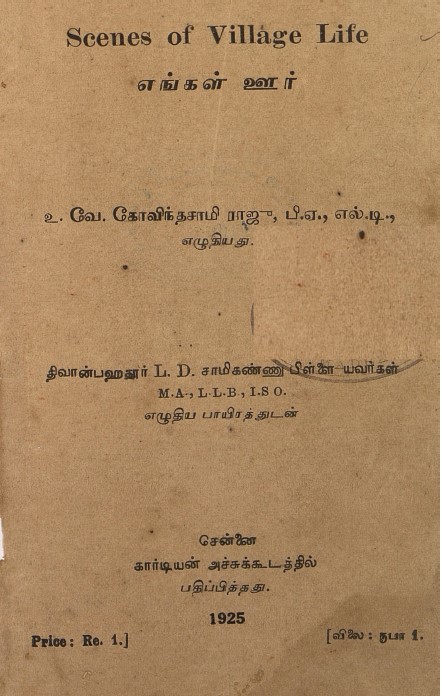 Scenes of Village Life
எங்கள் ஊர்
உ. வே. கோவிந்தசாமி ராஜு, பி.ஏ., எல்.டி.,
எழுதியது.
திவான்பஹதூர் L. D. சாமிகண்ணு பிள்ளை யவர்கள்
M.A., L-L-B., I.S O.
எழுதிய பாயிரத்துடன்
சென்னை
கார்டியன் அச்சுக்கூடத்தில்
பதிப்பித்தது.
1925
Price: Re. 1.]
[விலை : ரூபா 1.